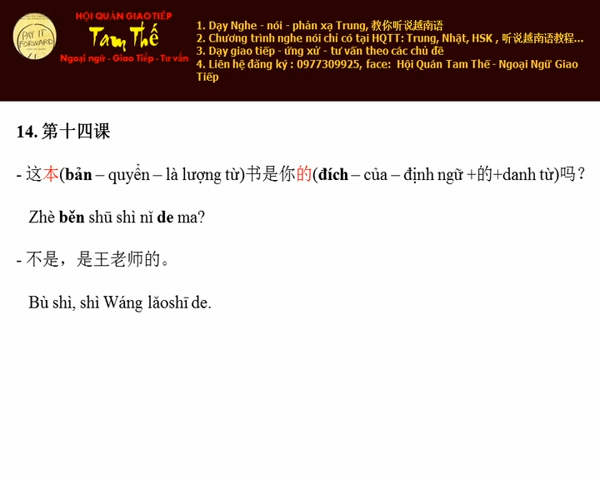 PAY IT
FORWARD
HỘI QUÁN GIAO TIẾP
Tam Thế
Ngoại ngữ - Giao Tiếp - Tư vấn
1. Dạy Nghe - nói - phản xạ Trung, 教你听说越南语
2. Chương trình nghe nói chỉ có tại HQTT: Trung, Nhật, HSK , 听说越南语教程...
3. Dạy giao tiếp - ứng xử - tư vấn theo các chủ đề
4. Liên hệ đăng ký : 0977309925, face: Hội Quán Tam Thế - Ngoại Ngữ Giao
Tiếp
14. 第十四课
- 这本(bản – quyển – là lượng từ)书是你的(đích – của – định ngữ +的+danh từ)吗?
Zhè běn shū shì nǐ de ma?
- 不是，是王老师的。
Bù shì, shì Wáng lǎoshī de.